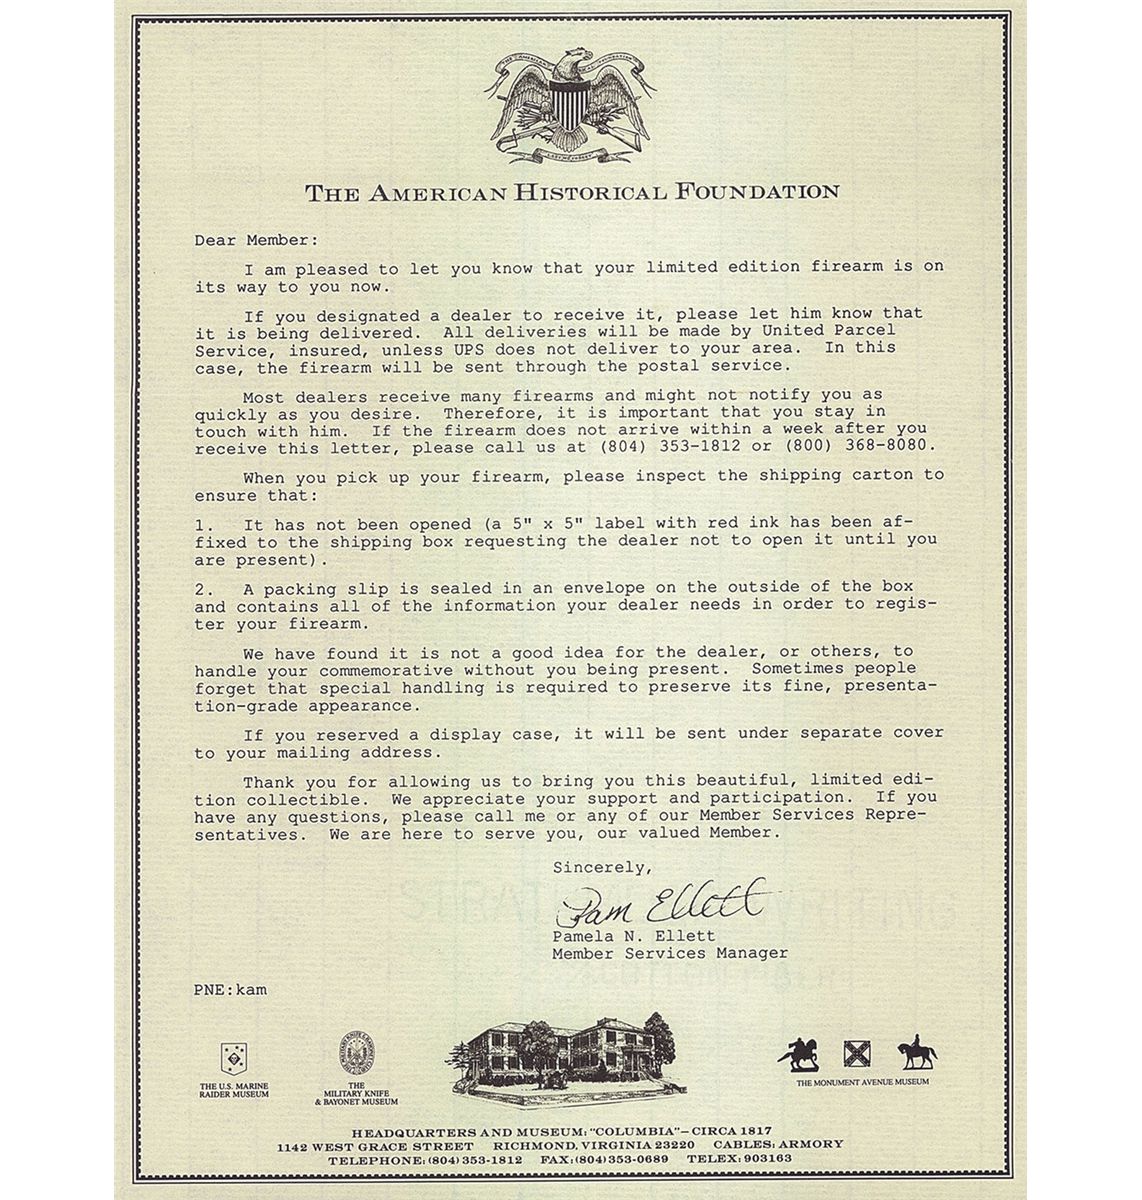 THE AMERICAN HISTORICAL FOUNDATION
Dear Member:
I am pleased to let you know that your limited edition firearm is on
its way to you now.
If you designated a dealer to receive it, please let him know that
it is being delivered. All deliveries will be made by United Parcel
Service, insured, unless UPS does not deliver to your area. In this
case, the firearm will be sent through the postal service.
Most dealers receive many firearms and might not notify you as
quickly as you desire. Therefore, it is important that you stay in
touch with him. If the firearm does not arrive within a week after you
receive this letter, please call us at (804) 353-1812 or (800) 368-8080.
When you pick up your firearm, please inspect the shipping carton to
ensure that:
1. It has not been opened (a 5" x 5" label with red ink has been af-
fixed to the shipping box requesting the dealer not to open it until you
are present).
2. A packing slip is sealed in an envelope on the outside of the box
and contains all of the information your dealer needs in order to regis-
ter your firearm.
We have found it is not a good idea for the dealer, or others, to
handle your commemorative without you being present. Sometimes people
forget that special handling is required to preserve its fine, presenta-
tion-grade appearance.
If you reserved a display case, it will be sent under separate cover
to your mailing address.
Thank you for allowing us to bring you this beautiful, limited edi-
tion collectible. We appreciate your support and participation. If you
have any questions, please call me or any of our Member Services Repre-
sentatives. We are here to serve you, our valued Member.
Sincerely,
Pam Ellett
Pamela N. Ellett
Member Services Manager
PNE:kam
THE U.S. MARINE
RAIDER MUSEUM
THE
MILITARY KNIFE
& BAYONET MUSEUM
THE MONUMENT AVENUE MUSEUM
HEADQUARTERS AND MUSEUM: "COLUMBIA"—CIRCA 1817
1142 WEST GRACE STREET RICHMOND, VIRGINIA 23220 CABLES: ARMORY
TELEPHONE: (804) 353-1812 FAX: (804) 353-0689 TELEX: 903163